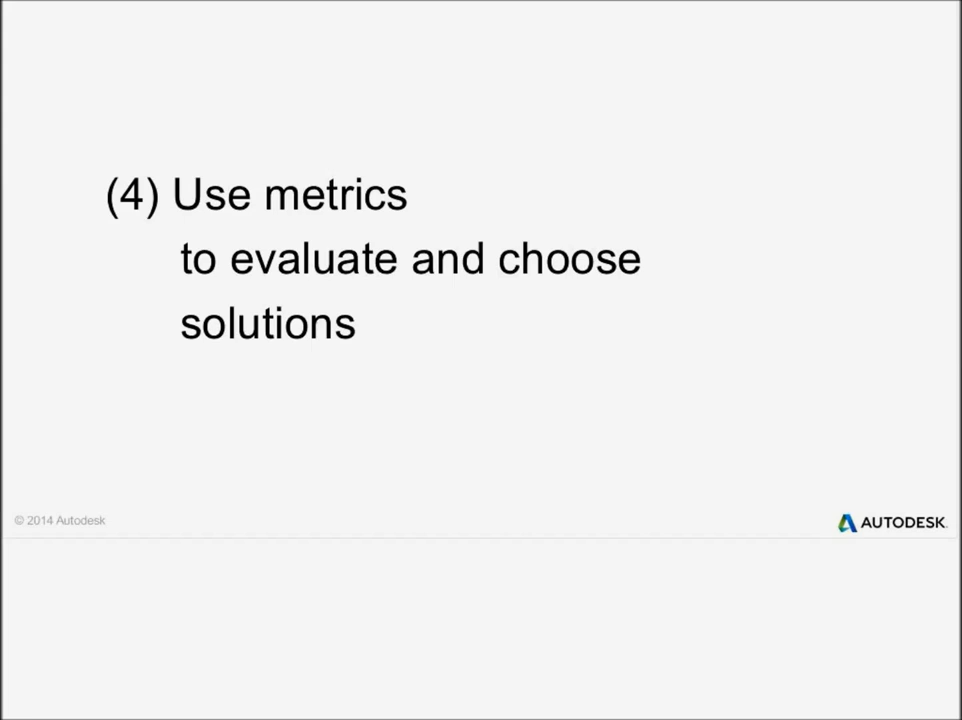 (4) Use metrics
to evaluate and choose
solutions
© 2014 Autodesk
AUTODESK.